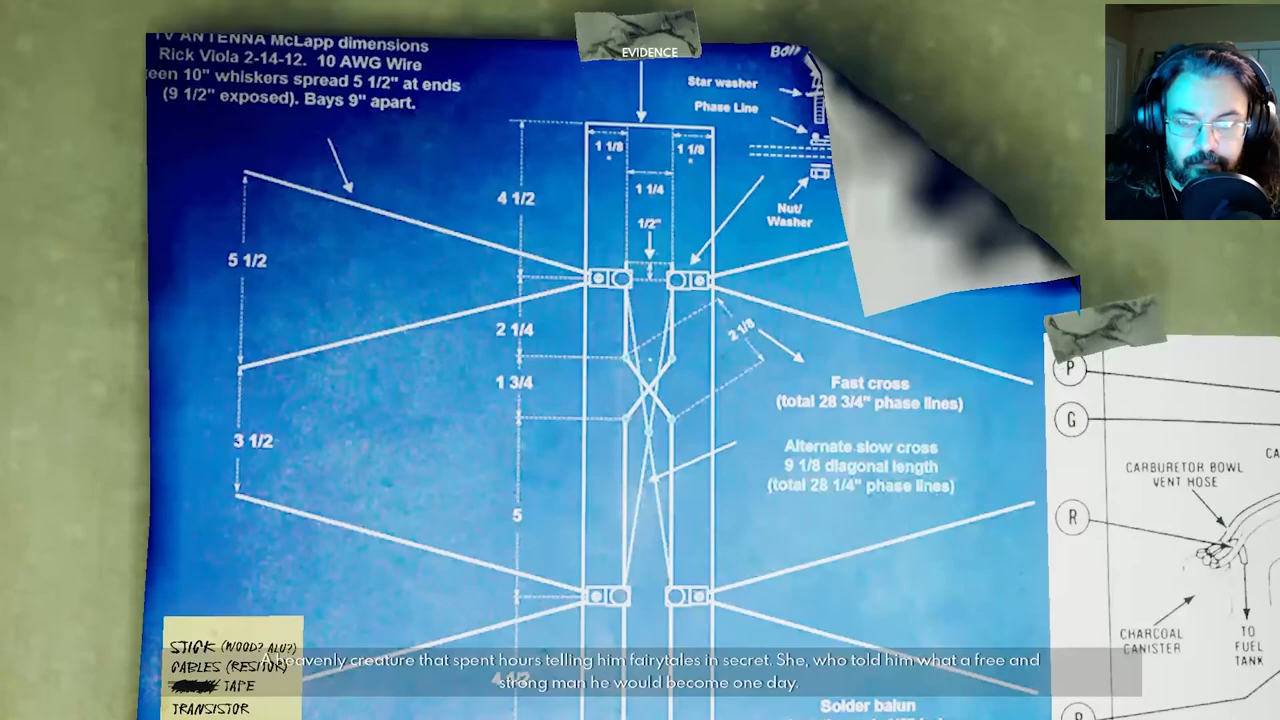 EVIDENCE
TV ANTENNA McLapp dimensions
Rick Viola 2-14-12. 10 AWG Wire
een 10" whiskers spread 5 1/2" at ends
(9 1/2" exposed). Bays 9" apart.
Star washer
Phase Line
Nut/
Washer
1 1/8
1 1/8
1 1/4
1/2"
4 1/2
5 1/2
2 1/4
1 3/4
3 1/2
5
2 1/8
Fast cross
(total 28 3/4" phase lines)
Alternate slow cross
9 1/8 diagonal length
(total 28 1/4" phase lines)
Solder balun
P
G
R
CARBURETOR BOWL
VENT HOSE
CHARCOAL
CANISTER
TO
FUEL
TANK
STICK (WOOD? ALU?)
CABLES (RESITOR)
TAPE
TRANSISTOR
A heavenly creature that spent hours telling him fairytales in secret. She, who told him what a free and
strong man he would become one day.